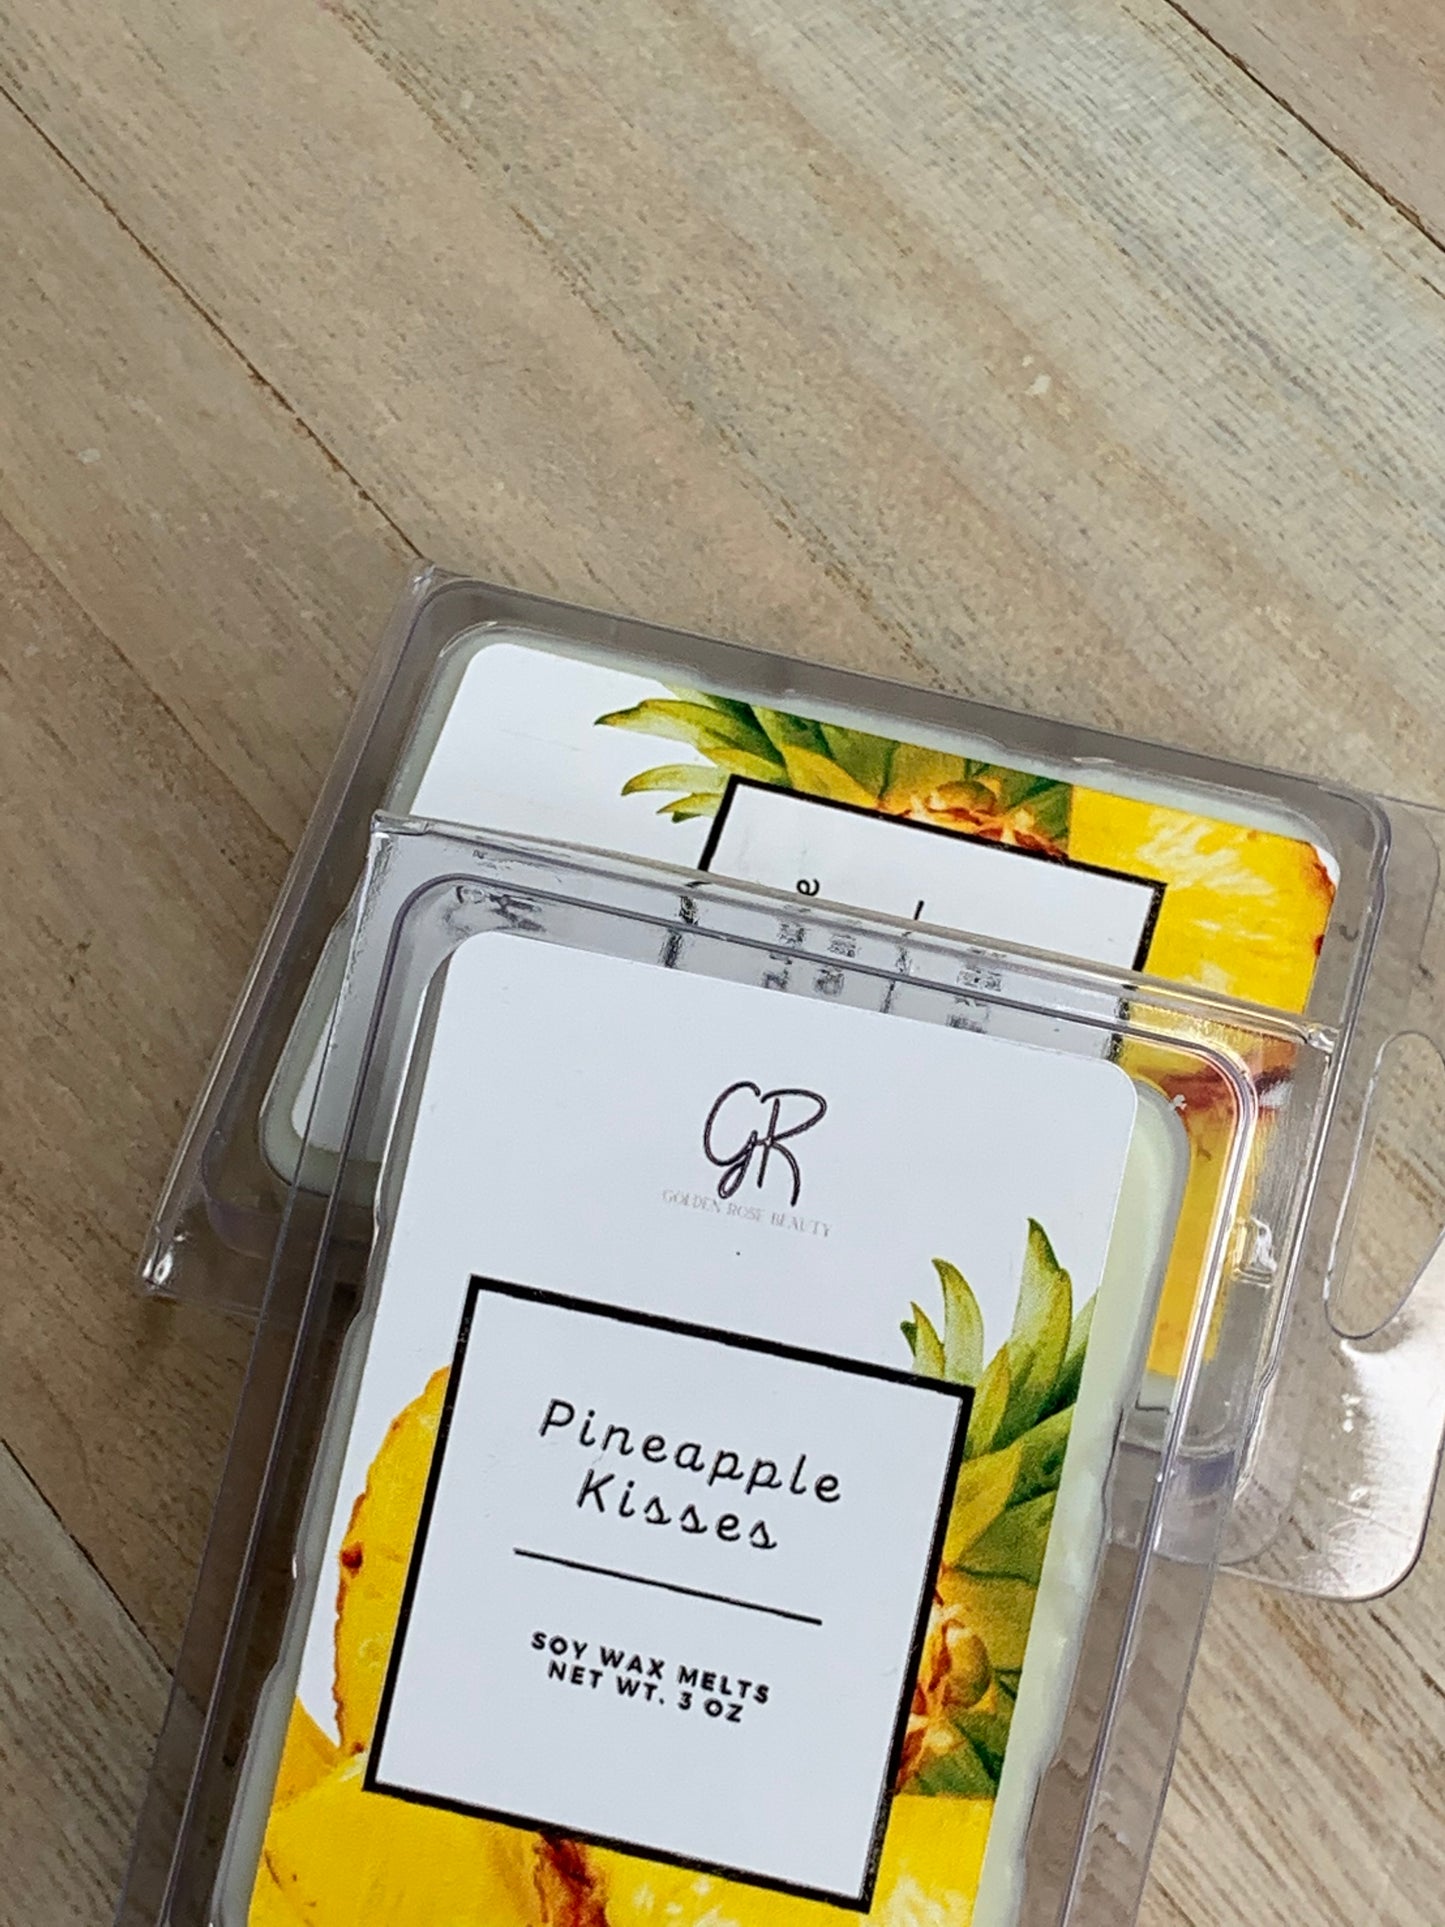 GR
GOLDEN ROSE BEAUTY
Pineapple
Kisses
SOY WAX MELTS
NET WT. 3 OZ